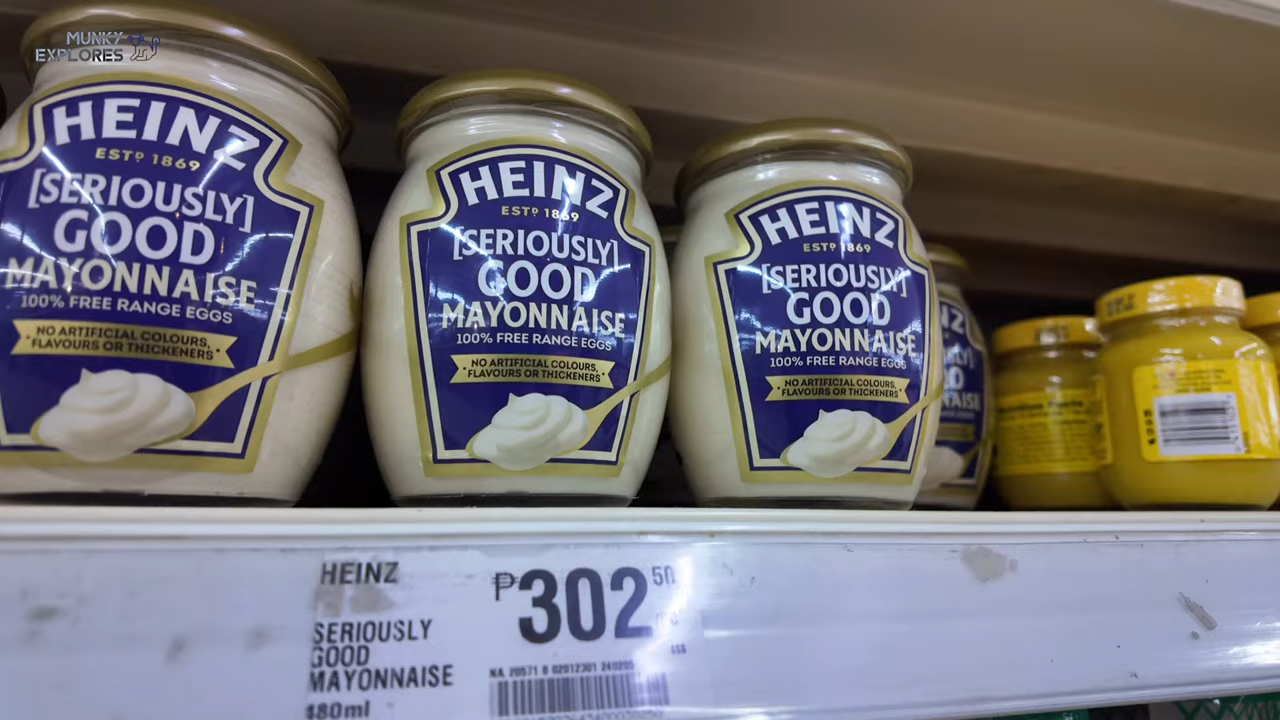 MUNKY
EXPLORES
HEINZ
ESTD 1869
[SERIOUSLY]
GOOD
MAYONNAISE
100% FREE RANGE EGGS
NO ARTIFICIAL COLOURS,
FLAVOURS OR THICKENERS
HEINZ
ESTD 1869
[SERIOUSLY]
GOOD
MAYONNAISE
100% FREE RANGE EGGS
NO ARTIFICIAL COLOURS,
FLAVOURS OR THICKENERS
HEINZ
ESTD 1869
[SERIOUSLY]
GOOD
MAYONNAISE
100% FREE RANGE EGGS
NO ARTIFICIAL COLOURS,
FLAVOURS OR THICKENERS
HEINZ
SERIOUSLY
GOOD
MAYONNAISE
480ml
₱302.50